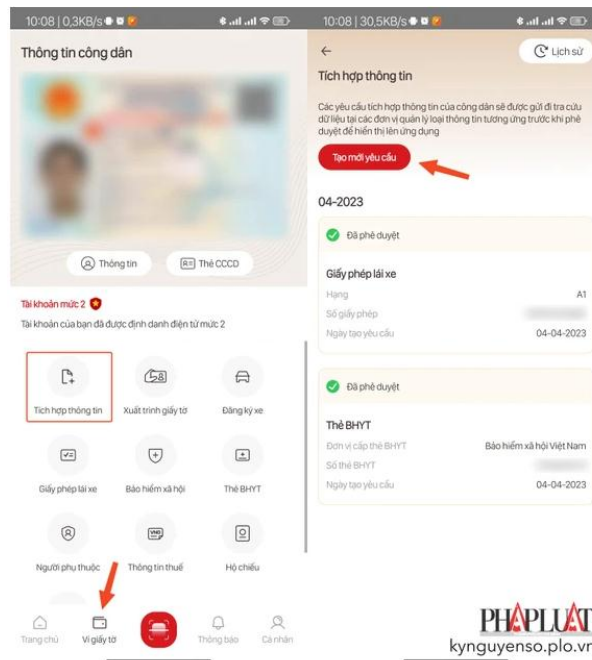 10:08 | 0,3KB/s
Thông tin công dân
Thông tin
Thẻ CCCD
Tài khoản mức 2
Tài khoản của bạn đã được định danh điện tử mức 2
Tích hợp thông tin
Xuất trình giấy tờ
Đăng ký xe
Giấy phép lái xe
Bảo hiểm xã hội
Thẻ BHYT
Người phụ thuộc
Thông tin thuế
Hộ chiếu
Trang chủ
Ví giấy tờ
Thông báo
Cá nhân
10:08 | 30,5KB/s
Lịch sử
Tích hợp thông tin
Các yêu cầu tích hợp thông tin của công dân sẽ được gửi đi tra cứu
dữ liệu tại các đơn vị quản lý loại thông tin tương ứng trước khi phê
duyệt để hiển thị lên ứng dụng
Tạo mới yêu cầu
04-2023
Đã phê duyệt
Giấy phép lái xe
Hạng A1
Số giấy phép
Ngày tạo yêu cầu 04-04-2023
Đã phê duyệt
Thẻ BHYT
Đơn vị cấp thẻ BHYT Bảo hiểm xã hội Việt Nam
Số thẻ BHYT
Ngày tạo yêu cầu 04-04-2023
PHÁPLUẬT
kynguyenso.plo.vn